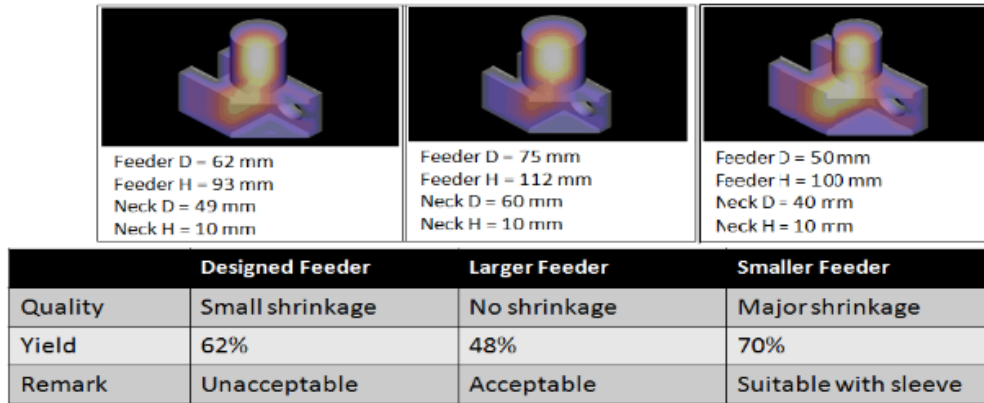 Feeder D = 62 mm
Feeder H = 93 mm
Neck D = 49 mm
Neck H = 10 mm
Feeder D = 75 mm
Feeder H = 112 mm
Neck D = 60 mm
Neck H = 10 mm
Feeder D = 50 mm
Feeder H = 100 mm
Neck D = 40 mm
Neck H = 10 mm
Designed Feeder Larger Feeder Smaller Feeder
Quality Small shrinkage No shrinkage Major shrinkage
Yield 62% 48% 70%
Remark Unacceptable Acceptable Suitable with sleeve